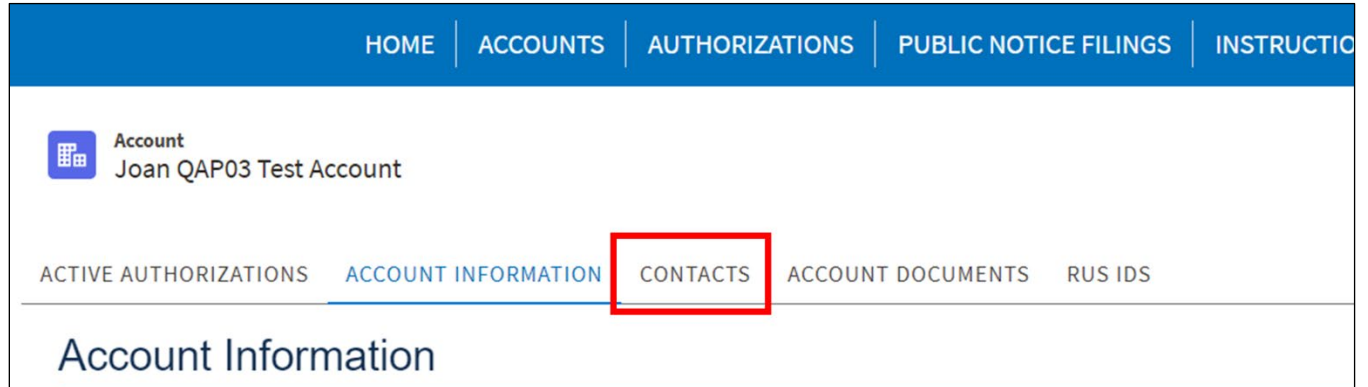 HOME ACCOUNTS AUTHORIZATIONS PUBLIC NOTICE FILINGS INSTRUCTIO
Account
Joan QAP03 Test Account
ACTIVE AUTHORIZATIONS ACCOUNT INFORMATION CONTACTS ACCOUNT DOCUMENTS RUS IDS
Account Information